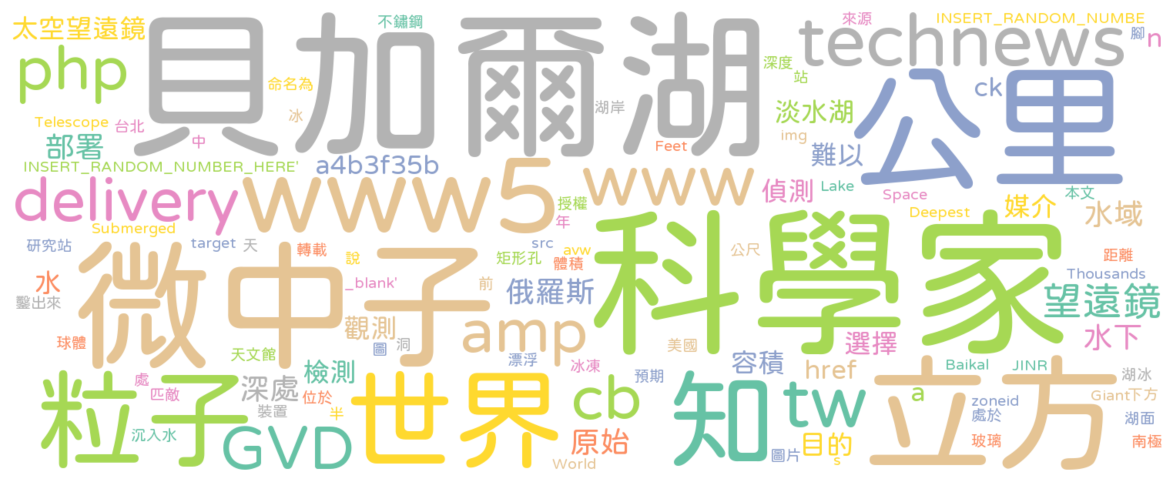 太空望遠鏡
不鏽鋼
來源
INSERT_RANDOM_NUMBE
貝加爾湖
technews
腳
n
php
命名為
深度
站
公里
ck
Telescope
台北
冰
湖岸
淡水湖
部署
中
Feet
img
難以
INSERT_RANDOM_NUMBER_HERE'
a4b3f35b
www5
www
偵測
Lake
Space
本文
delivery
授權
年
Deepest
媒介
水域
Submerged
研究站
target
天
轉載
說
src
avw
矩形孔
體積
公尺
科學家
距離
水
_blank'
前
俄羅斯
Thousands
鑿出來
微中子
望遠鏡
觀測
amp
球體
天文館
圖
洞
漂浮
冰凍
美國
選擇
水下
處
匹敵
深處
檢測
位於
預期
容積
href
Baikal
JINR
湖冰
粒子
裝置
半
世界
cb
知
tw
a
zoneid
處於
立方
Giant
下方
湖面
沉入水
GVD
原始
World
圖片
目的
s
玻璃
南極